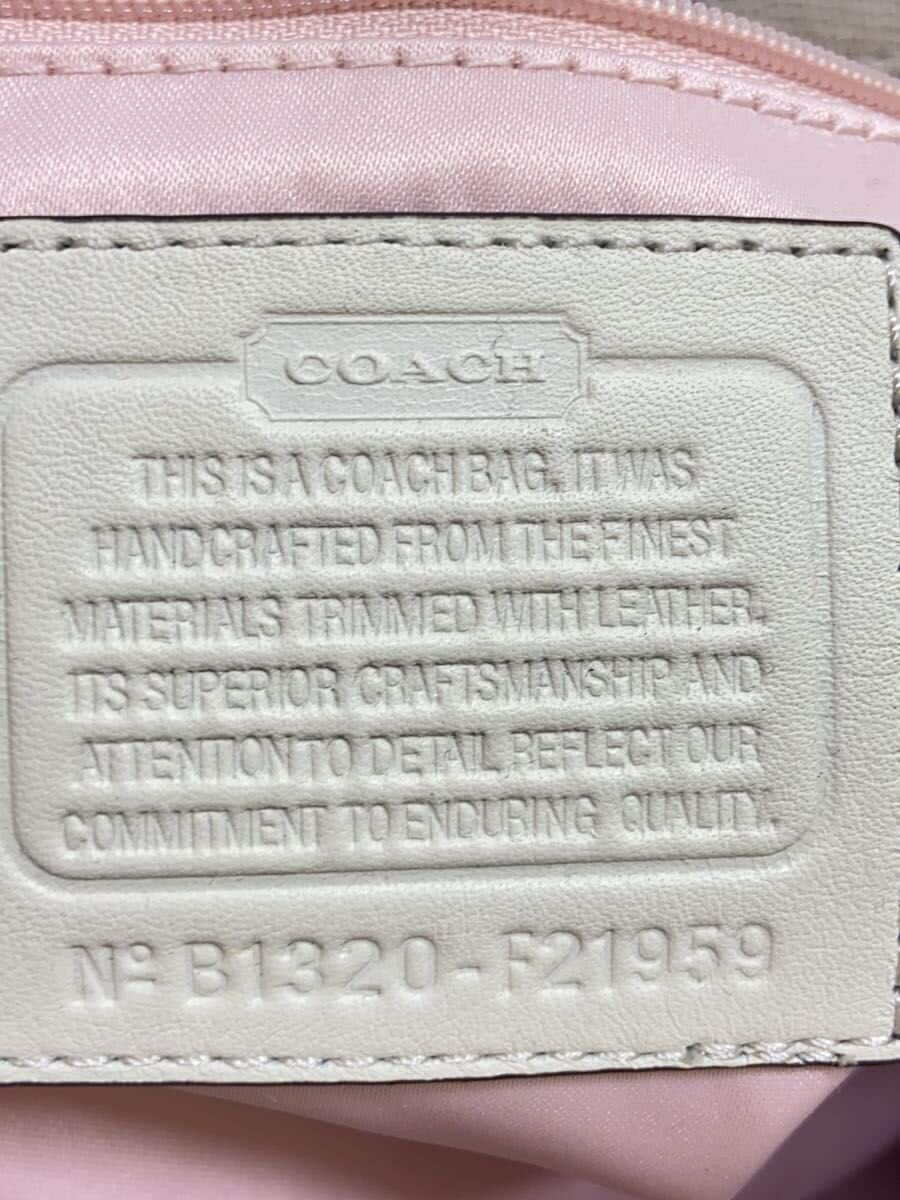 COACH
THIS IS A COACH BAG. IT WAS
HANDCRAFTED FROM THE FINEST
MATERIALS TRIMMED WITH LEATHER.
ITS SUPERIOR CRAFTSMANSHIP AND
ATTENTION TO DETAIL REFLECT OUR
COMMITMENT TO ENDURING QUALITY.
Nº B1320-F21959